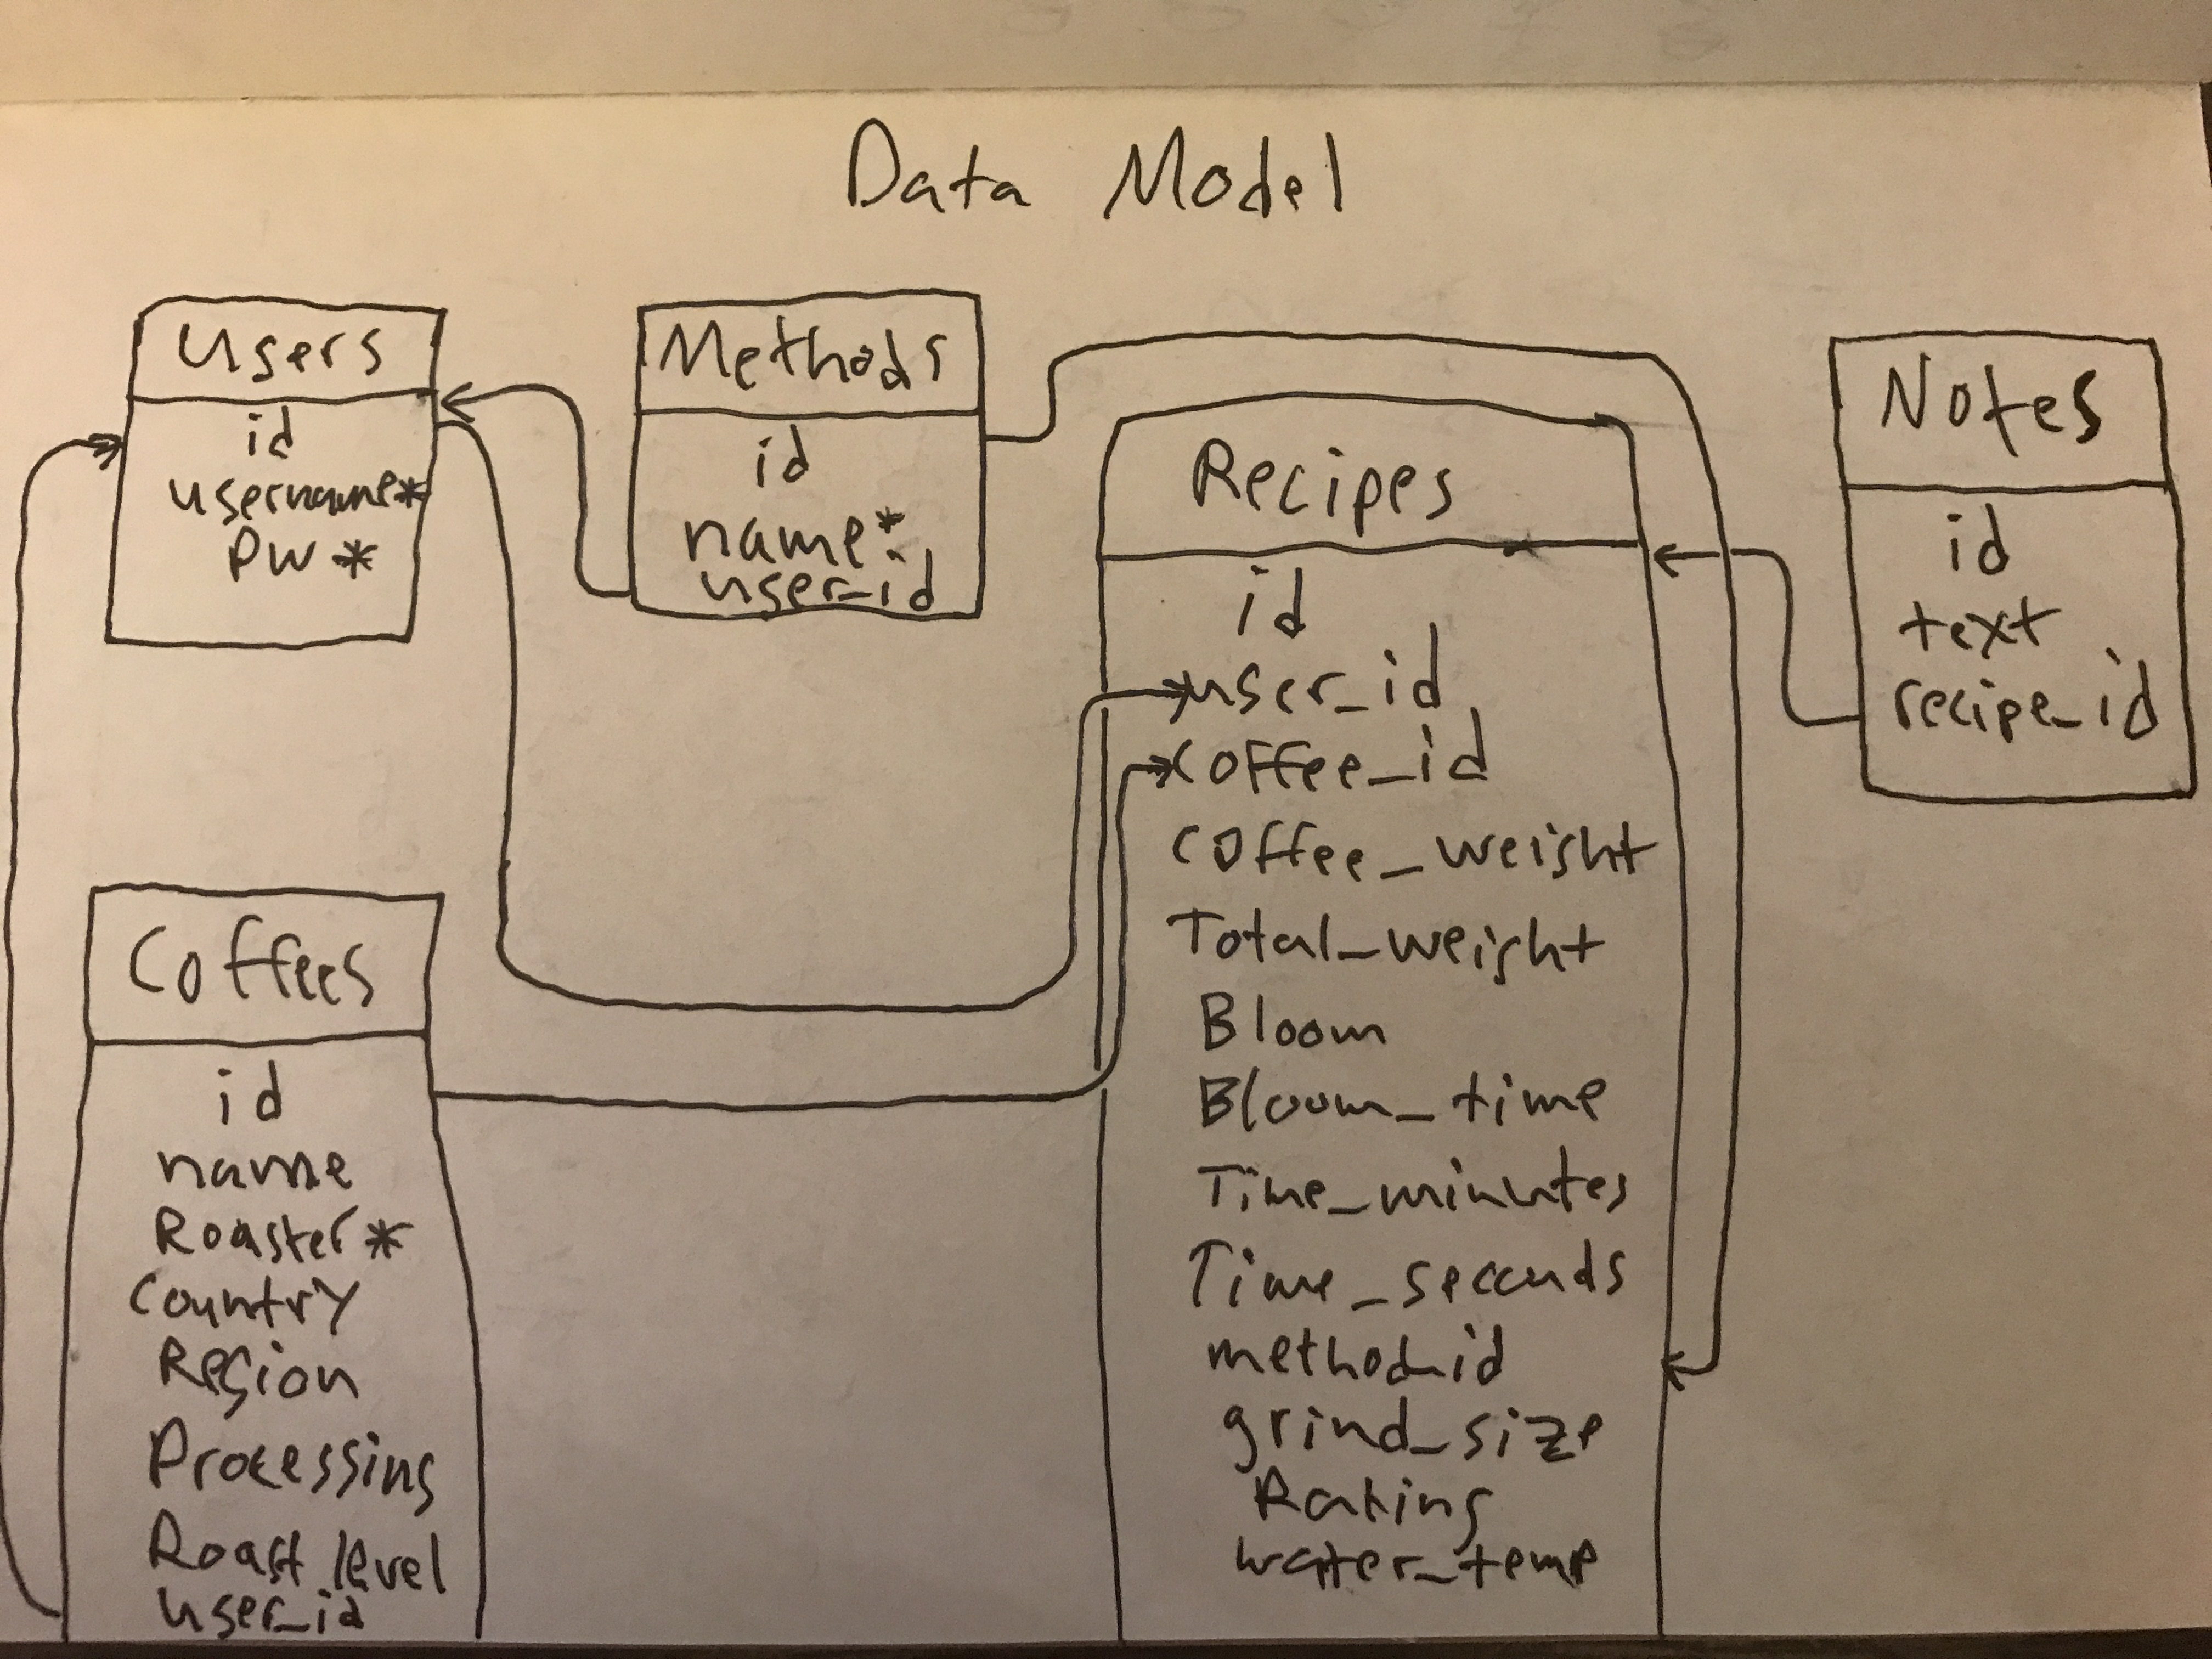 Data Model
Users
id
username*
pw *
Methods
id
name*
user_id
Recipes
id
user_id
coffee_id
coffee_weight
Total_weight
Bloom
Bloom_time
Time_minutes
Time_seconds
method_id
grind_size
Rating
water_temp
Notes
id
text
recipe_id
Coffees
id
name
Roaster*
Country
Region
Processing
Roast level
user_id